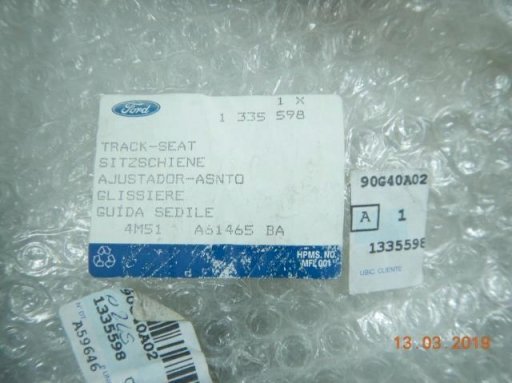 Ford
1 X
1 335 598
TRACK-SEAT
SITZSCHIENE
AJUSTADOR-ASNTO
GLISSIERE
GUIDA SEDILE
4M51 A61465 BA
HPMS. NO.
MFE 001
90G40A02
A 1
1335598
UBIC. CLIENTE
90G40A02
1335598
A59646
13 03 2019